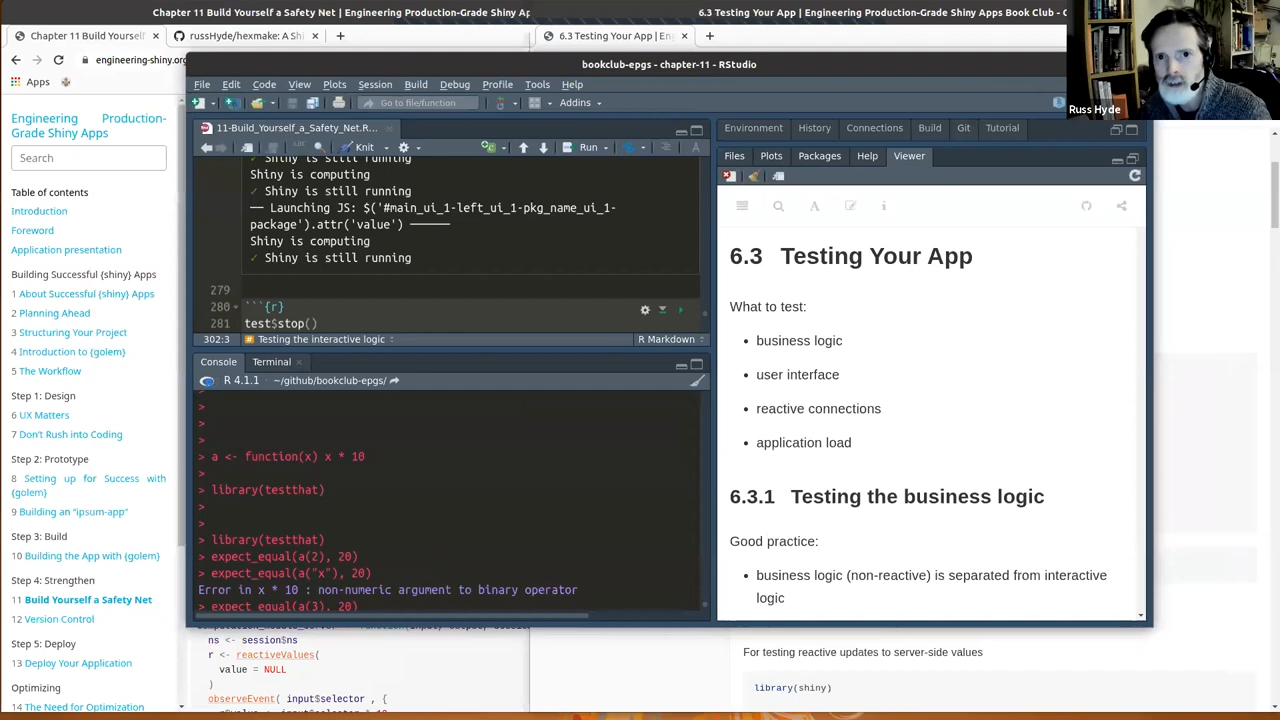 Chapter 11 Build Yourself a Safety Net | Engineering Production-Grade Shiny Ap
6.3 Testing Your App | Engineering Production-Grade Shiny Apps Book Club - C
Chapter 11 Build Yourself
russHyde/hexmake: A Shi
6.3 Testing Your App | Eng
engineering-shiny.org
Apps
Engineering Production-
Grade Shiny Apps
Search
Table of contents
Introduction
Foreword
Application presentation
Building Successful {shiny} Apps
1 About Successful {shiny} Apps
2 Planning Ahead
3 Structuring Your Project
4 Introduction to {golem}
5 The Workflow
Step 1: Design
6 UX Matters
7 Don't Rush into Coding
Step 2: Prototype
8 Setting up for Success with
{golem}
9 Building an "ipsum-app"
Step 3: Build
10 Building the App with {golem}
Step 4: Strengthen
11 Build Yourself a Safety Net
12 Version Control
Step 5: Deploy
13 Deploy Your Application
Optimizing
14 The Need for Optimization
bookclub-epgs - chapter-11 - RStudio
File Edit Code View Plots Session Build Debug Profile Tools Help
Go to file/function
Addins
11-Build_Yourself_a_Safety_Net.R...
Knit
Run
✓ Shiny is still running
Shiny is computing
✓ Shiny is still running
── Launching JS: $('#main_ui_1-left_ui_1-pkg_name_ui_1-
package').attr('value') ──────
Shiny is computing
✓ Shiny is still running
279
280 ```{r}
281 test$stop()
302:3 # Testing the interactive logic R Markdown
Console Terminal
R 4.1.1 · ~/github/bookclub-epgs/
>
>
>
> a <- function(x) x * 10
>
> library(testthat)
>
>
> library(testthat)
> expect_equal(a(2), 20)
> expect_equal(a("x"), 20)
Error in x * 10 : non-numeric argument to binary operator
> expect_equal(a(3), 20)
Environment History Connections Build Git Tutorial
Files Plots Packages Help Viewer
6.3 Testing Your App
What to test:
• business logic
• user interface
• reactive connections
• application load
6.3.1 Testing the business logic
Good practice:
• business logic (non-reactive) is separated from interactive
logic
ns <- session$ns
r <- reactiveValues(
value = NULL
)
observeEvent( input$selector , {
For testing reactive updates to server-side values
library(shiny)
Russ Hyde